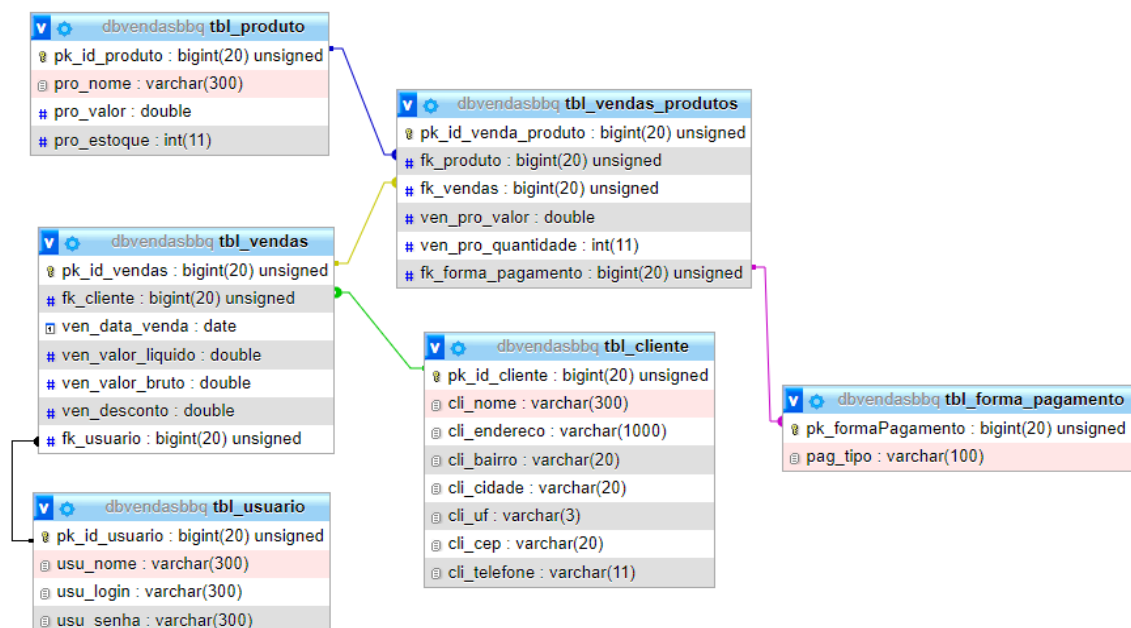 dbvendasbbq tbl_produto
pk_id_produto : bigint(20) unsigned
pro_nome : varchar(300)
pro_valor : double
pro_estoque : int(11)
dbvendasbbq tbl_vendas_produtos
pk_id_venda_produto : bigint(20) unsigned
fk_produto : bigint(20) unsigned
fk_vendas : bigint(20) unsigned
ven_pro_valor : double
ven_pro_quantidade : int(11)
fk_forma_pagamento : bigint(20) unsigned
dbvendasbbq tbl_vendas
pk_id_vendas : bigint(20) unsigned
fk_cliente : bigint(20) unsigned
ven_data_venda : date
ven_valor_liquido : double
ven_valor_bruto : double
ven_desconto : double
fk_usuario : bigint(20) unsigned
dbvendasbbq tbl_cliente
pk_id_cliente : bigint(20) unsigned
cli_nome : varchar(300)
cli_endereco : varchar(1000)
cli_bairro : varchar(20)
cli_cidade : varchar(20)
cli_uf : varchar(3)
cli_cep : varchar(20)
cli_telefone : varchar(11)
dbvendasbbq tbl_forma_pagamento
pk_formaPagamento : bigint(20) unsigned
pag_tipo : varchar(100)
dbvendasbbq tbl_usuario
pk_id_usuario : bigint(20) unsigned
usu_nome : varchar(300)
usu_login : varchar(300)
usu_senha : varchar(300)